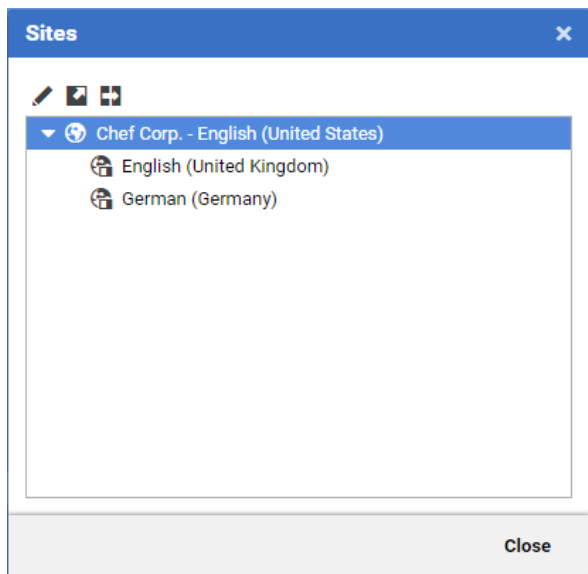 Sites
Chef Corp. - English (United States)
English (United Kingdom)
German (Germany)
Close